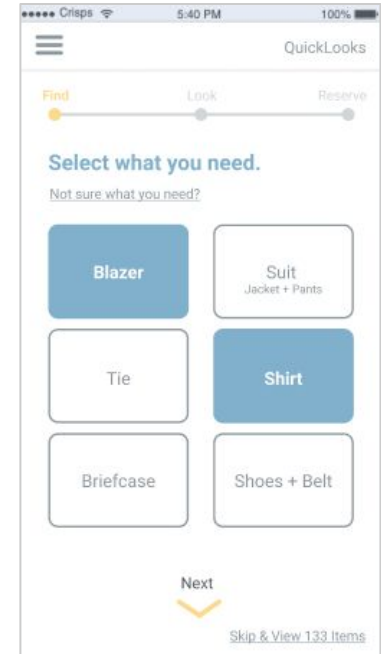 Crisps 5:40 PM 100%
QuickLooks
Find Look Reserve
Select what you need.
Not sure what you need?
Blazer
Suit
Jacket + Pants
Tie
Shirt
Briefcase
Shoes + Belt
Next
Skip & View 133 Items